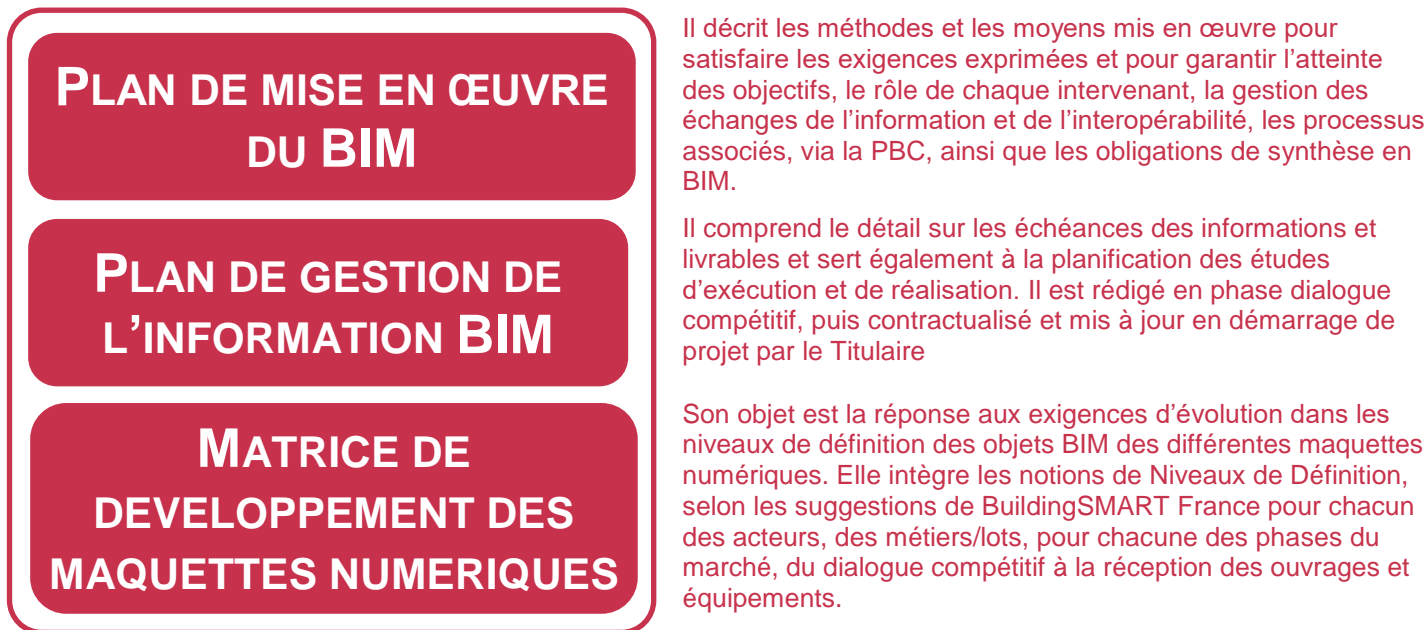 PLAN DE MISE EN ŒUVRE
DU BIM
Il décrit les méthodes et les moyens mis en œuvre pour
satisfaire les exigences exprimées et pour garantir l’atteinte
des objectifs, le rôle de chaque intervenant, la gestion des
échanges de l’information et de l’interopérabilité, les processus
associés, via la PBC, ainsi que les obligations de synthèse en
BIM.
PLAN DE GESTION DE
L’INFORMATION BIM
Il comprend le détail sur les échéances des informations et
livrables et sert également à la planification des études
d’exécution et de réalisation. Il est rédigé en phase dialogue
compétitif, puis contractualisé et mis à jour en démarrage de
projet par le Titulaire
MATRICE DE
DEVELOPPEMENT DES
MAQUETTES NUMERIQUES
Son objet est la réponse aux exigences d’évolution dans les
niveaux de définition des objets BIM des différentes maquettes
numériques. Elle intègre les notions de Niveaux de Définition,
selon les suggestions de BuildingSMART France pour chacun
des acteurs, des métiers/lots, pour chacune des phases du
marché, du dialogue compétitif à la réception des ouvrages et
équipements.